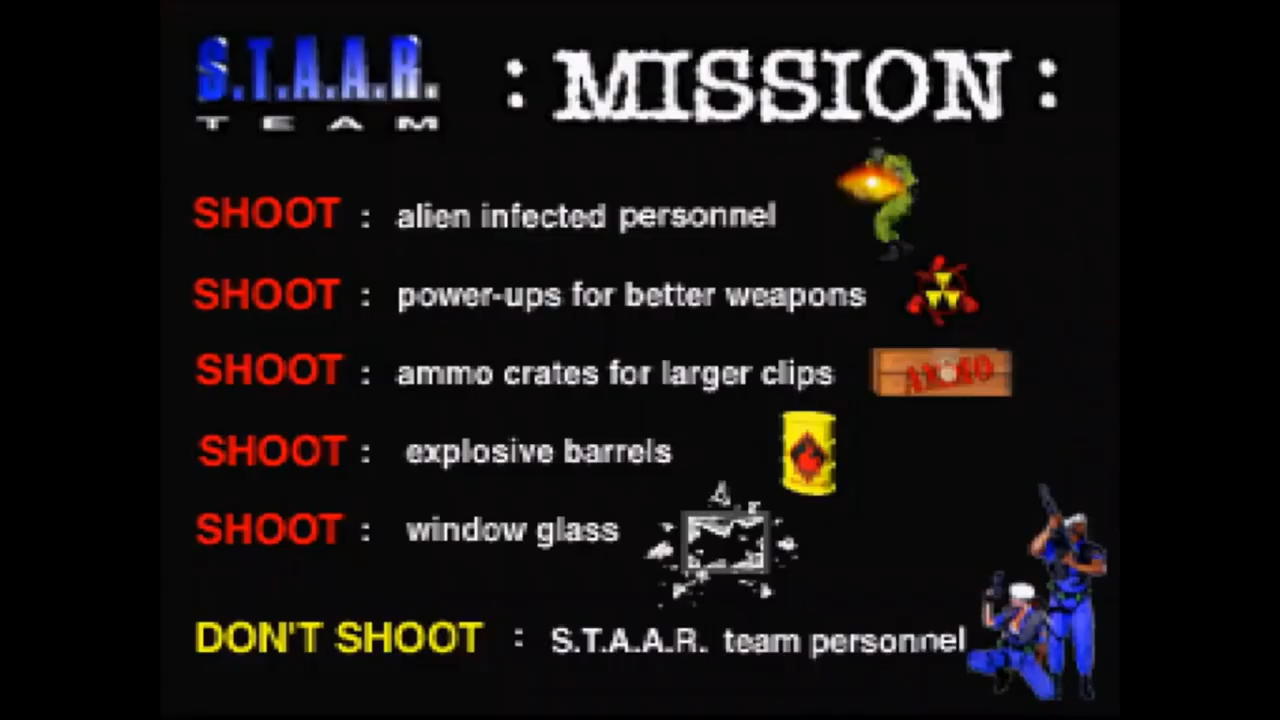 S.T.A.A.R.
TEAM
: MISSION :
SHOOT : alien infected personnel
SHOOT : power-ups for better weapons
SHOOT : ammo crates for larger clips
AMMO
SHOOT : explosive barrels
SHOOT : window glass
DON'T SHOOT : S.T.A.A.R. team personnel